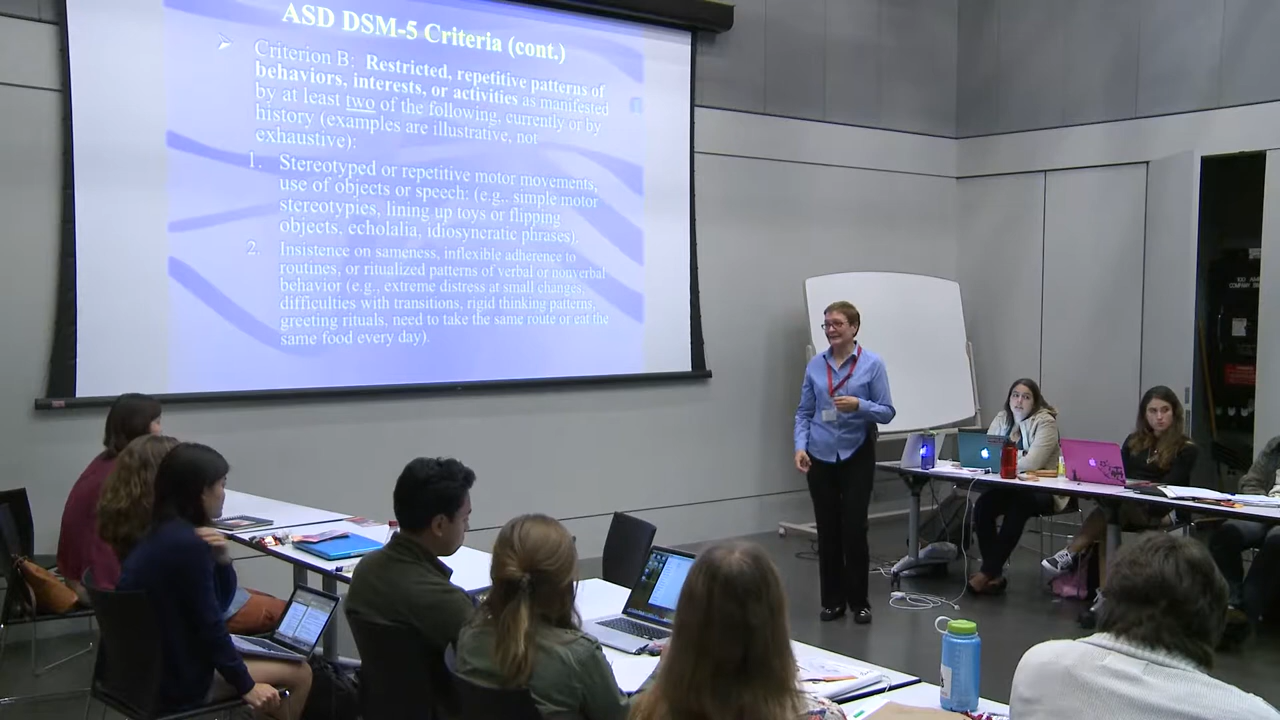 ASD DSM-5 Criteria (cont.)
Criterion B: Restricted, repetitive patterns of
behaviors, interests, or activities as manifested
by at least two of the following, currently or by
history (examples are illustrative, not
exhaustive):
1. Stereotyped or repetitive motor movements,
use of objects or speech: (e.g., simple motor
stereotypies, lining up toys or flipping
objects, echolalia, idiosyncratic phrases).
2. Insistence on sameness, inflexible adherence to
routines, or ritualized patterns of verbal or nonverbal
behavior (e.g., extreme distress at small changes,
difficulties with transitions, rigid thinking patterns,
greeting rituals, need to take the same route or eat the
same food every day).
100 AMP
COMPANY